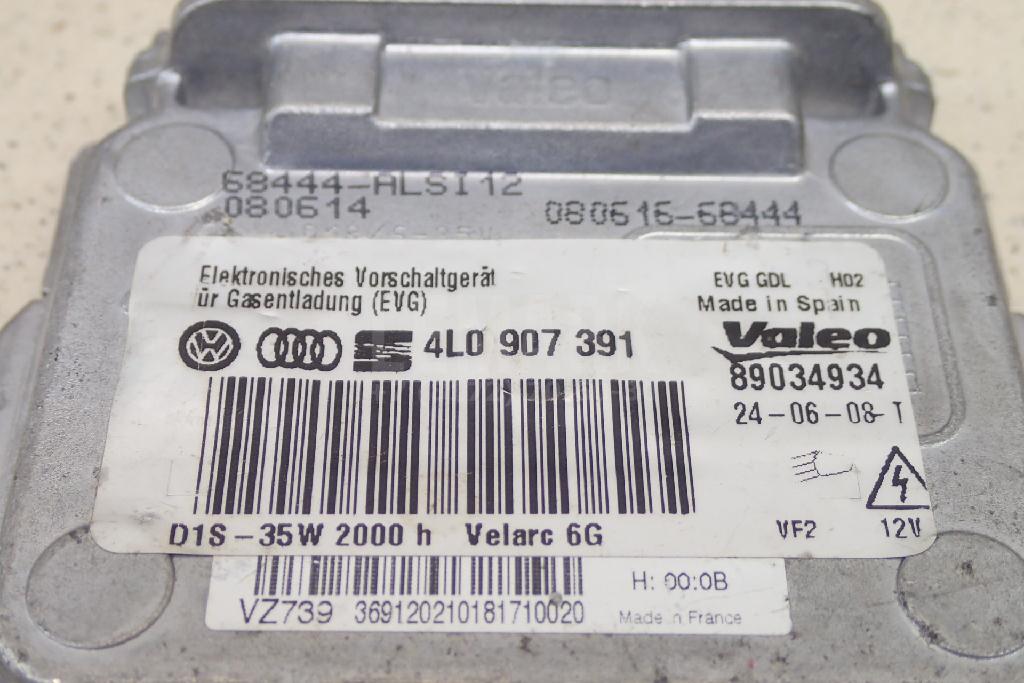 Valeo
68444-ALSI12
080614
080616-68444
Elektronisches Vorschaltgerät
ür Gasentladung (EVG)
EVG GDL H02
Made in Spain
4L0 907 391
Valeo
89034934
24-06-08-T
D1S-35W 2000 h Velarc 6G
VF2 12V
H: 00:0B
VZ739 369120210181710020
Made in France